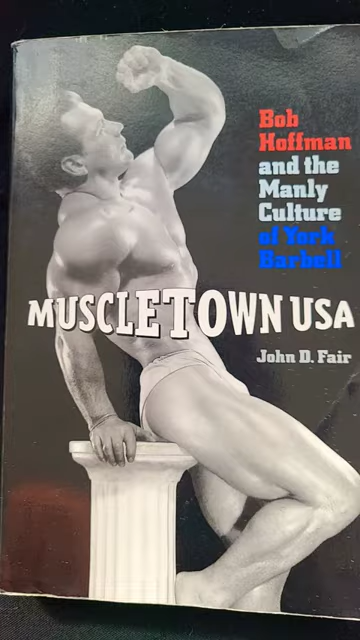 Bob
Hoffman
and the
Manly
Culture
of York
Barbell
MUSCLETOWN USA
John D. Fair